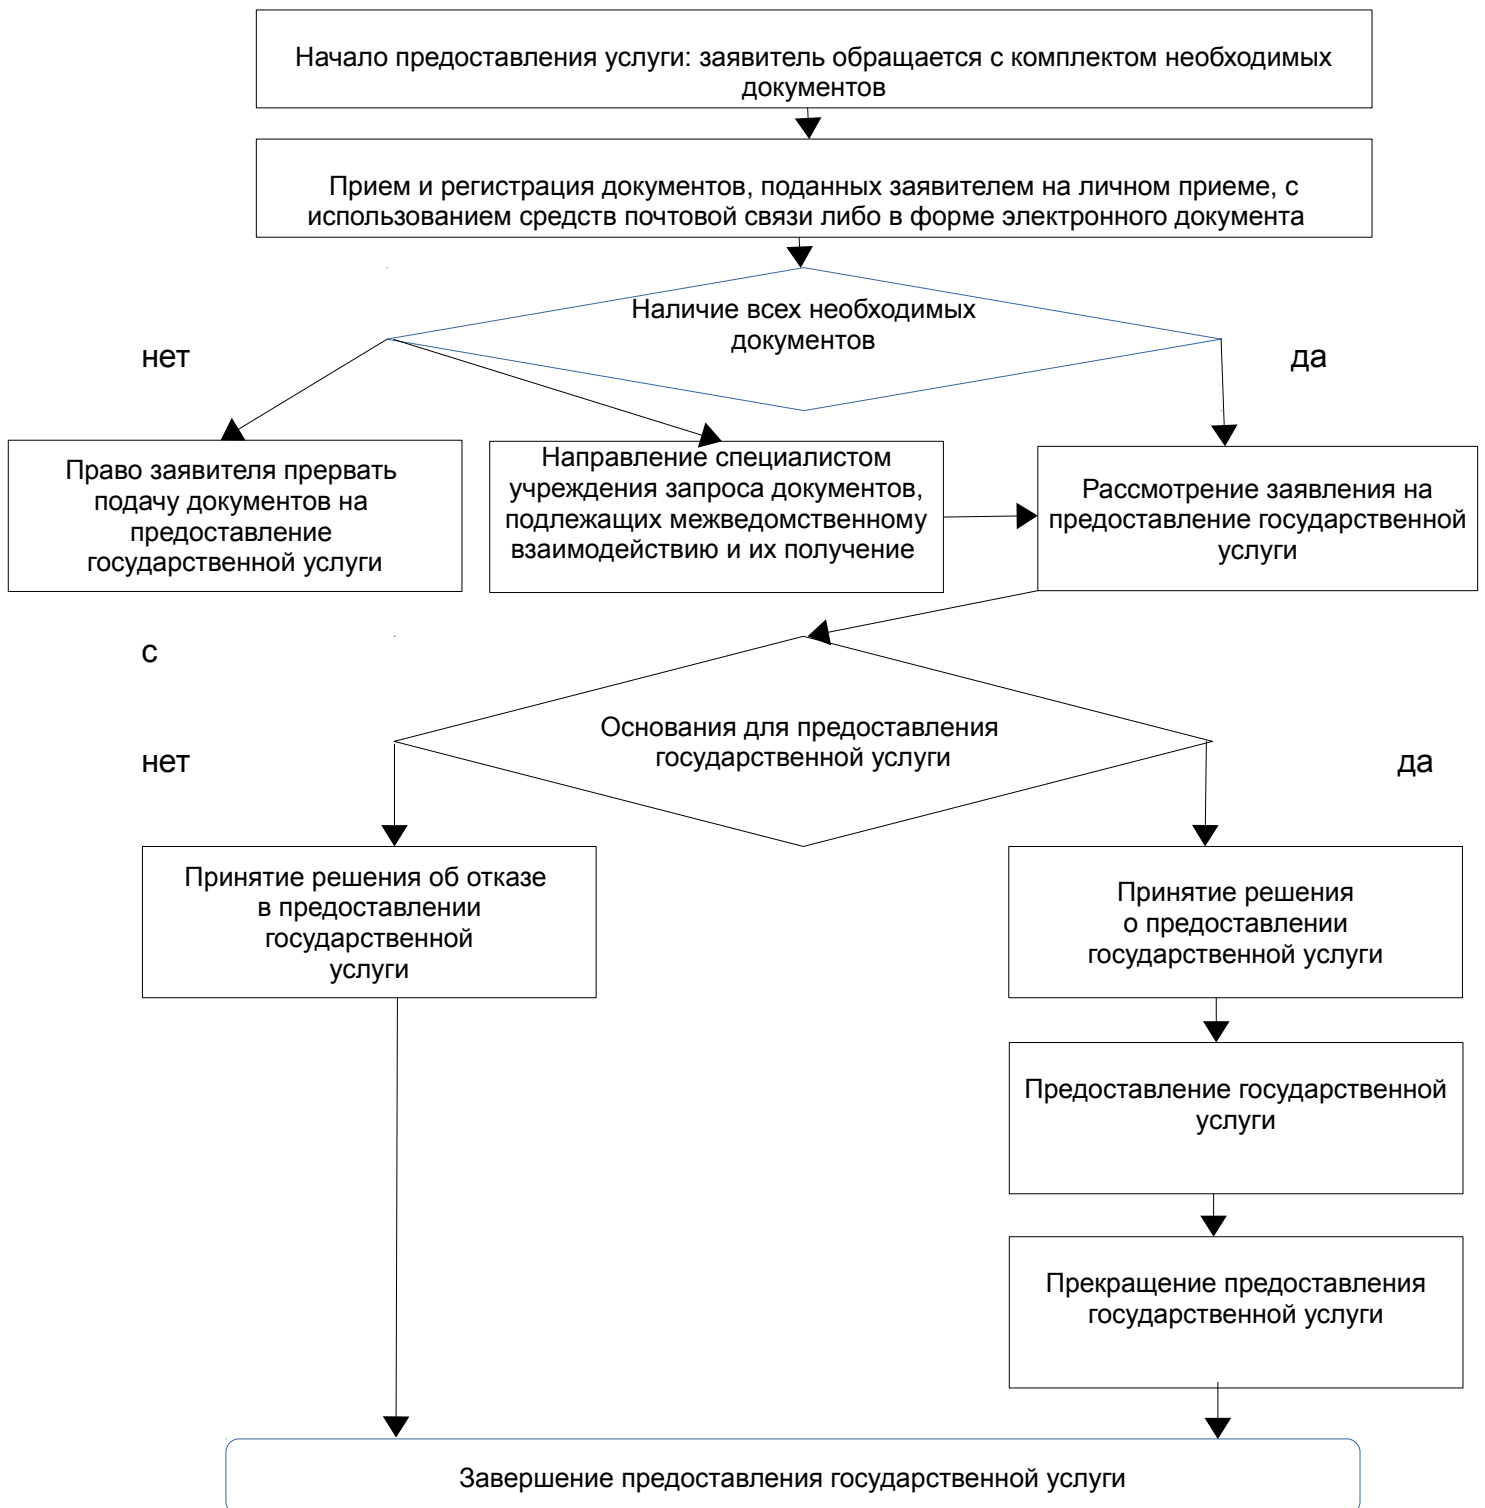 Начало предоставления услуги: заявитель обращается с комплектом необходимых
документов
Прием и регистрация документов, поданных заявителем на личном приеме, с
использованием средств почтовой связи либо в форме электронного документа
Наличие всех необходимых
документов
нет
да
Право заявителя прервать
подачу документов на
предоставление
государственной услуги
Направление специалистом
учреждения запроса документов,
подлежащих межведомственному
взаимодействию и их получение
Рассмотрение заявления на
предоставление государственной
услуги
с
Основания для предоставления
государственной услуги
нет
да
Принятие решения об отказе
в предоставлении
государственной
услуги
Принятие решения
о предоставлении
государственной услуги
Предоставление государственной
услуги
Прекращение предоставления
государственной услуги
Завершение предоставления государственной услуги